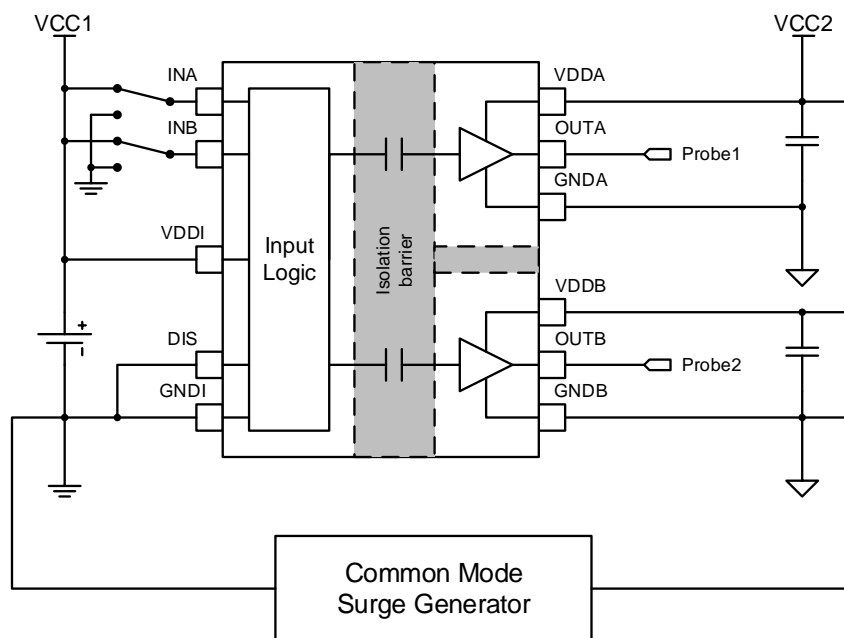 VCC1
VCC2
INA
VDDA
INB
OUTA
Probe1
GNDA
VDDI
Input
Logic
Isolation
barrier
VDDB
DIS
OUTB
Probe2
GNDI
GNDB
+
Common Mode
Surge Generator